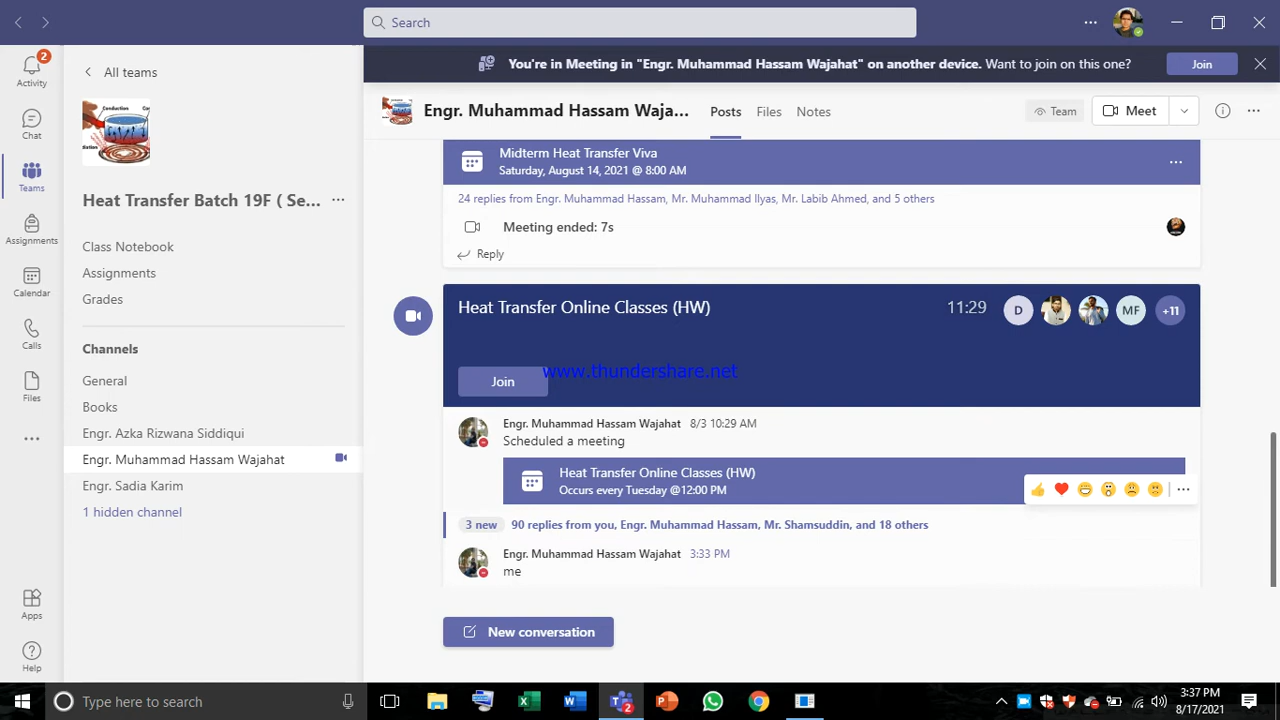 Search
Activity
2
Chat
Teams
Assignments
Calendar
Calls
Files
Apps
Help
All teams
Heat Transfer Batch 19F ( Se...
Class Notebook
Assignments
Grades
Channels
General
Books
Engr. Azka Rizwana Siddiqui
Engr. Muhammad Hassam Wajahat
Engr. Sadia Karim
1 hidden channel
You're in Meeting in "Engr. Muhammad Hassam Wajahat" on another device. Want to join on this one?
Join
Engr. Muhammad Hassam Waja...
Posts
Files
Notes
Team
Meet
Midterm Heat Transfer Viva
Saturday, August 14, 2021 @ 8:00 AM
24 replies from Engr. Muhammad Hassam, Mr. Muhammad Ilyas, Mr. Labib Ahmed, and 5 others
Meeting ended: 7s
Reply
Heat Transfer Online Classes (HW)
11:29
D
MF
+11
www.thundershare.net
Join
Engr. Muhammad Hassam Wajahat 8/3 10:29 AM
Scheduled a meeting
Heat Transfer Online Classes (HW)
Occurs every Tuesday @12:00 PM
3 new 90 replies from you, Engr. Muhammad Hassam, Mr. Shamsuddin, and 18 others
Engr. Muhammad Hassam Wajahat 3:33 PM
me
New conversation
Type here to search
2
3:37 PM
8/17/2021